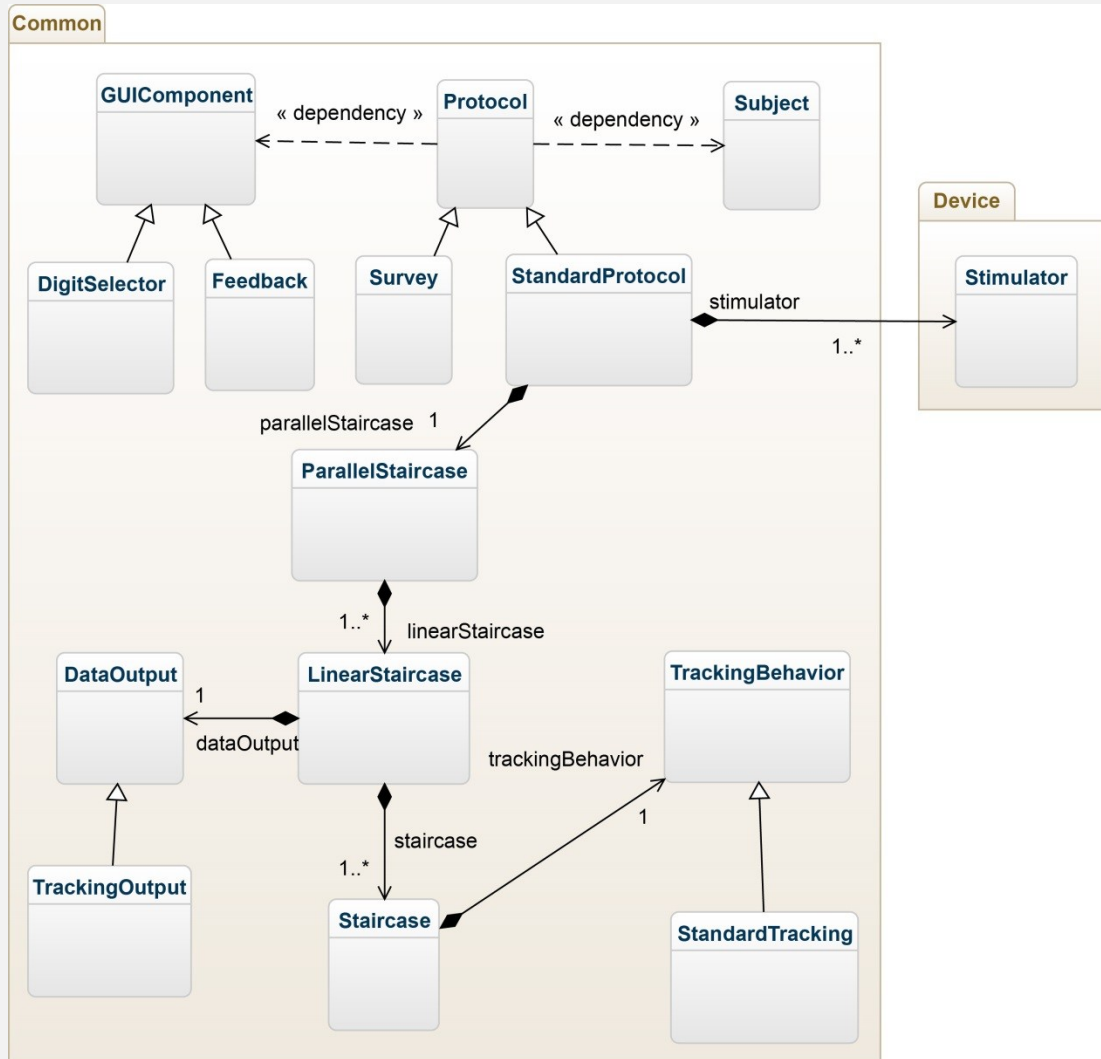 Common
GUIComponent
« dependency »
Protocol
« dependency »
Subject
Device
DigitSelector
Feedback
Survey
StandardProtocol
stimulator
1..*
Stimulator
parallelStaircase
1
ParallelStaircase
1..*
linearStaircase
DataOutput
1
dataOutput
LinearStaircase
TrackingBehavior
trackingBehavior
1
staircase
1..*
TrackingOutput
Staircase
StandardTracking